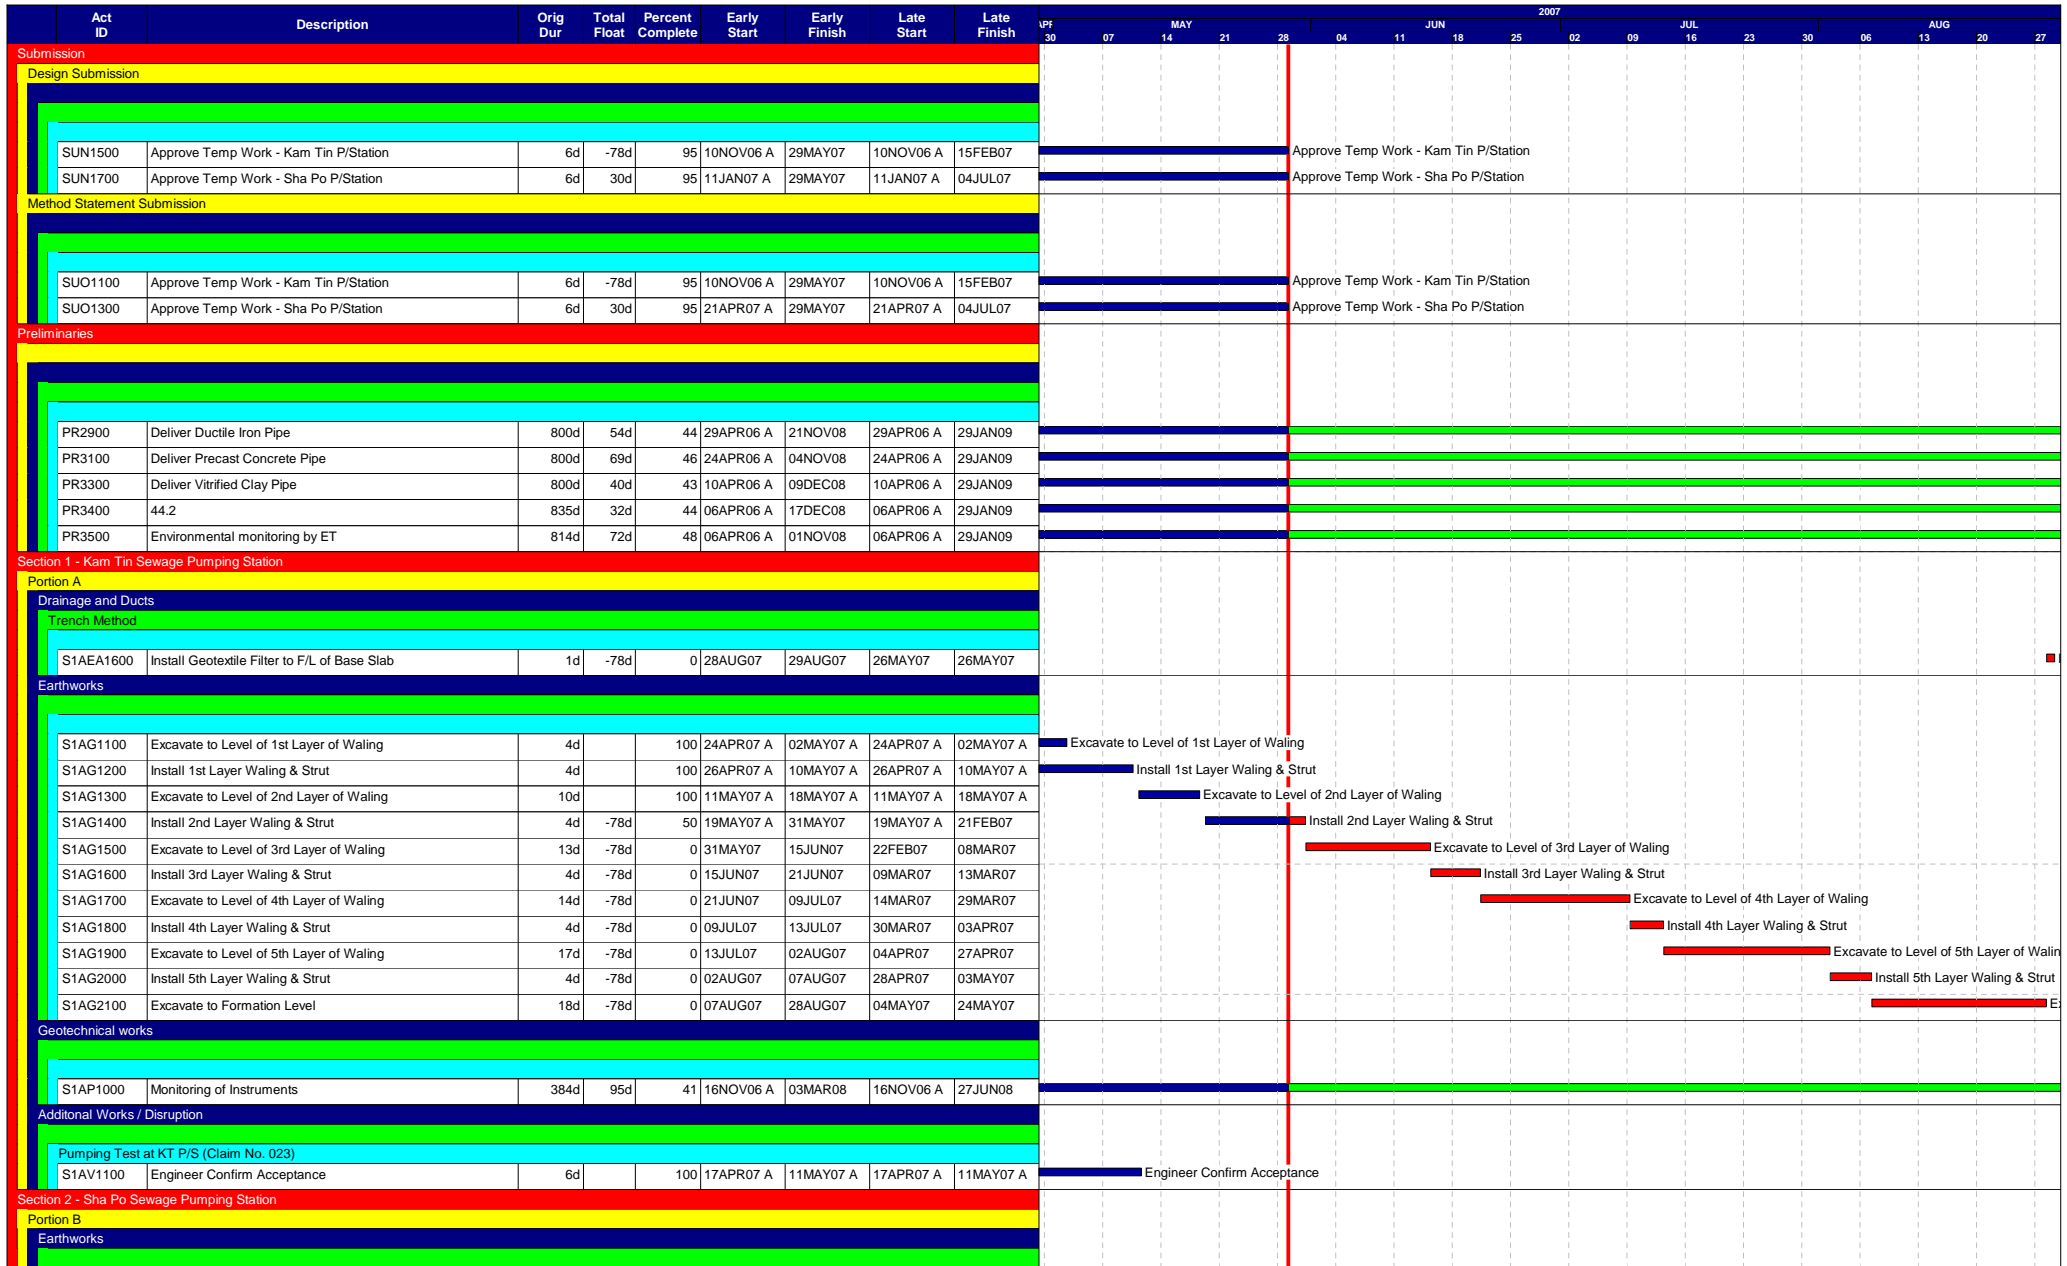 2007
Act ID Description Orig Dur Total Float Percent Complete Early Start Early Finish Late Start Late Finish APR MAY JUN JUL AUG
30 07 14 21 28 04 11 18 25 02 09 16 23 30 06 13 20 27
Submission
Design Submission
SUN1500 Approve Temp Work - Kam Tin P/Station 6d -78d 95 10NOV06 A 29MAY07 10NOV06 A 15FEB07 Approve Temp Work - Kam Tin P/Station
SUN1700 Approve Temp Work - Sha Po P/Station 6d 30d 95 11JAN07 A 29MAY07 11JAN07 A 04JUL07 Approve Temp Work - Sha Po P/Station
Method Statement Submission
SUO1100 Approve Temp Work - Kam Tin P/Station 6d -78d 95 10NOV06 A 29MAY07 10NOV06 A 15FEB07 Approve Temp Work - Kam Tin P/Station
SUO1300 Approve Temp Work - Sha Po P/Station 6d 30d 95 21APR07 A 29MAY07 21APR07 A 04JUL07 Approve Temp Work - Sha Po P/Station
Preliminaries
PR2900 Deliver Ductile Iron Pipe 800d 54d 44 29APR06 A 21NOV08 29APR06 A 29JAN09
PR3100 Deliver Precast Concrete Pipe 800d 69d 46 24APR06 A 04NOV08 24APR06 A 29JAN09
PR3300 Deliver Vitrified Clay Pipe 800d 40d 43 10APR06 A 09DEC08 10APR06 A 29JAN09
PR3400 44.2 835d 32d 44 06APR06 A 17DEC08 06APR06 A 29JAN09
PR3500 Environmental monitoring by ET 814d 72d 48 06APR06 A 01NOV08 06APR06 A 29JAN09
Section 1 - Kam Tin Sewage Pumping Station
Portion A
Drainage and Ducts
Trench Method
S1AEA1600 Install Geotextile Filter to F/L of Base Slab 1d -78d 0 28AUG07 29AUG07 26MAY07 26MAY07
Earthworks
S1AG1100 Excavate to Level of 1st Layer of Waling 4d 100 24APR07 A 02MAY07 A 24APR07 A 02MAY07 A Excavate to Level of 1st Layer of Waling
S1AG1200 Install 1st Layer Waling & Strut 4d 100 26APR07 A 10MAY07 A 26APR07 A 10MAY07 A Install 1st Layer Waling & Strut
S1AG1300 Excavate to Level of 2nd Layer of Waling 10d 100 11MAY07 A 18MAY07 A 11MAY07 A 18MAY07 A Excavate to Level of 2nd Layer of Waling
S1AG1400 Install 2nd Layer Waling & Strut 4d -78d 50 19MAY07 A 31MAY07 19MAY07 A 21FEB07 Install 2nd Layer Waling & Strut
S1AG1500 Excavate to Level of 3rd Layer of Waling 13d -78d 0 31MAY07 15JUN07 22FEB07 08MAR07 Excavate to Level of 3rd Layer of Waling
S1AG1600 Install 3rd Layer Waling & Strut 4d -78d 0 15JUN07 21JUN07 09MAR07 13MAR07 Install 3rd Layer Waling & Strut
S1AG1700 Excavate to Level of 4th Layer of Waling 14d -78d 0 21JUN07 09JUL07 14MAR07 29MAR07 Excavate to Level of 4th Layer of Waling
S1AG1800 Install 4th Layer Waling & Strut 4d -78d 0 09JUL07 13JUL07 30MAR07 03APR07 Install 4th Layer Waling & Strut
S1AG1900 Excavate to Level of 5th Layer of Waling 17d -78d 0 13JUL07 02AUG07 04APR07 27APR07 Excavate to Level of 5th Layer of Walin
S1AG2000 Install 5th Layer Waling & Strut 4d -78d 0 02AUG07 07AUG07 28APR07 03MAY07 Install 5th Layer Waling & Strut
S1AG2100 Excavate to Formation Level 18d -78d 0 07AUG07 28AUG07 04MAY07 24MAY07
Geotechnical works
S1AP1000 Monitoring of Instruments 384d 95d 41 16NOV06 A 03MAR08 16NOV06 A 27JUN08
Additonal Works / Disruption
Pumping Test at KT P/S (Claim No. 023)
S1AV1100 Engineer Confirm Acceptance 6d 100 17APR07 A 11MAY07 A 17APR07 A 11MAY07 A Engineer Confirm Acceptance
Section 2 - Sha Po Sewage Pumping Station
Portion B
Earthworks